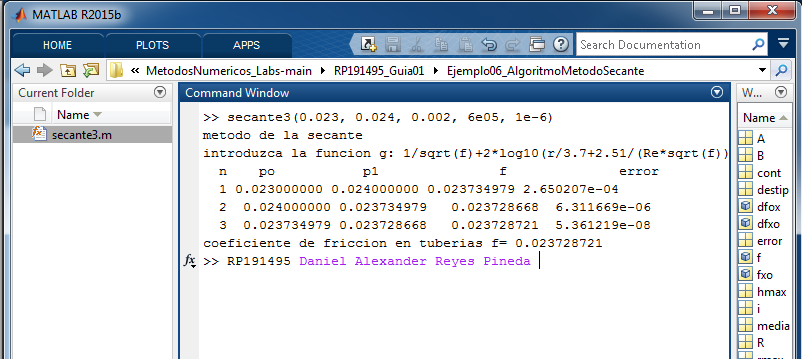 MATLAB R2015b
HOME PLOTS APPS Search Documentation
« MetodosNumericos_Labs-main ▸ RP191495_Guia01 ▸ Ejemplo06_AlgoritmoMetodoSecante
Current Folder
Name
secante3.m
Command Window
>> secante3(0.023, 0.024, 0.002, 6e05, 1e-6)
metodo de la secante
introduzca la funcion g: 1/sqrt(f)+2*log10(r/3.7+2.51/(Re*sqrt(f))
n po p1 f error
1 0.023000000 0.024000000 0.023734979 2.650207e-04
2 0.024000000 0.023734979 0.023728668 6.311669e-06
3 0.023734979 0.023728668 0.023728721 5.361219e-08
coeficiente de friccion en tuberias f= 0.023728721
fx >> RP191495 Daniel Alexander Reyes Pineda
W...
Name
A
B
cont
destip
dfox
dfxo
error
f
fxo
hmax
i
media
R